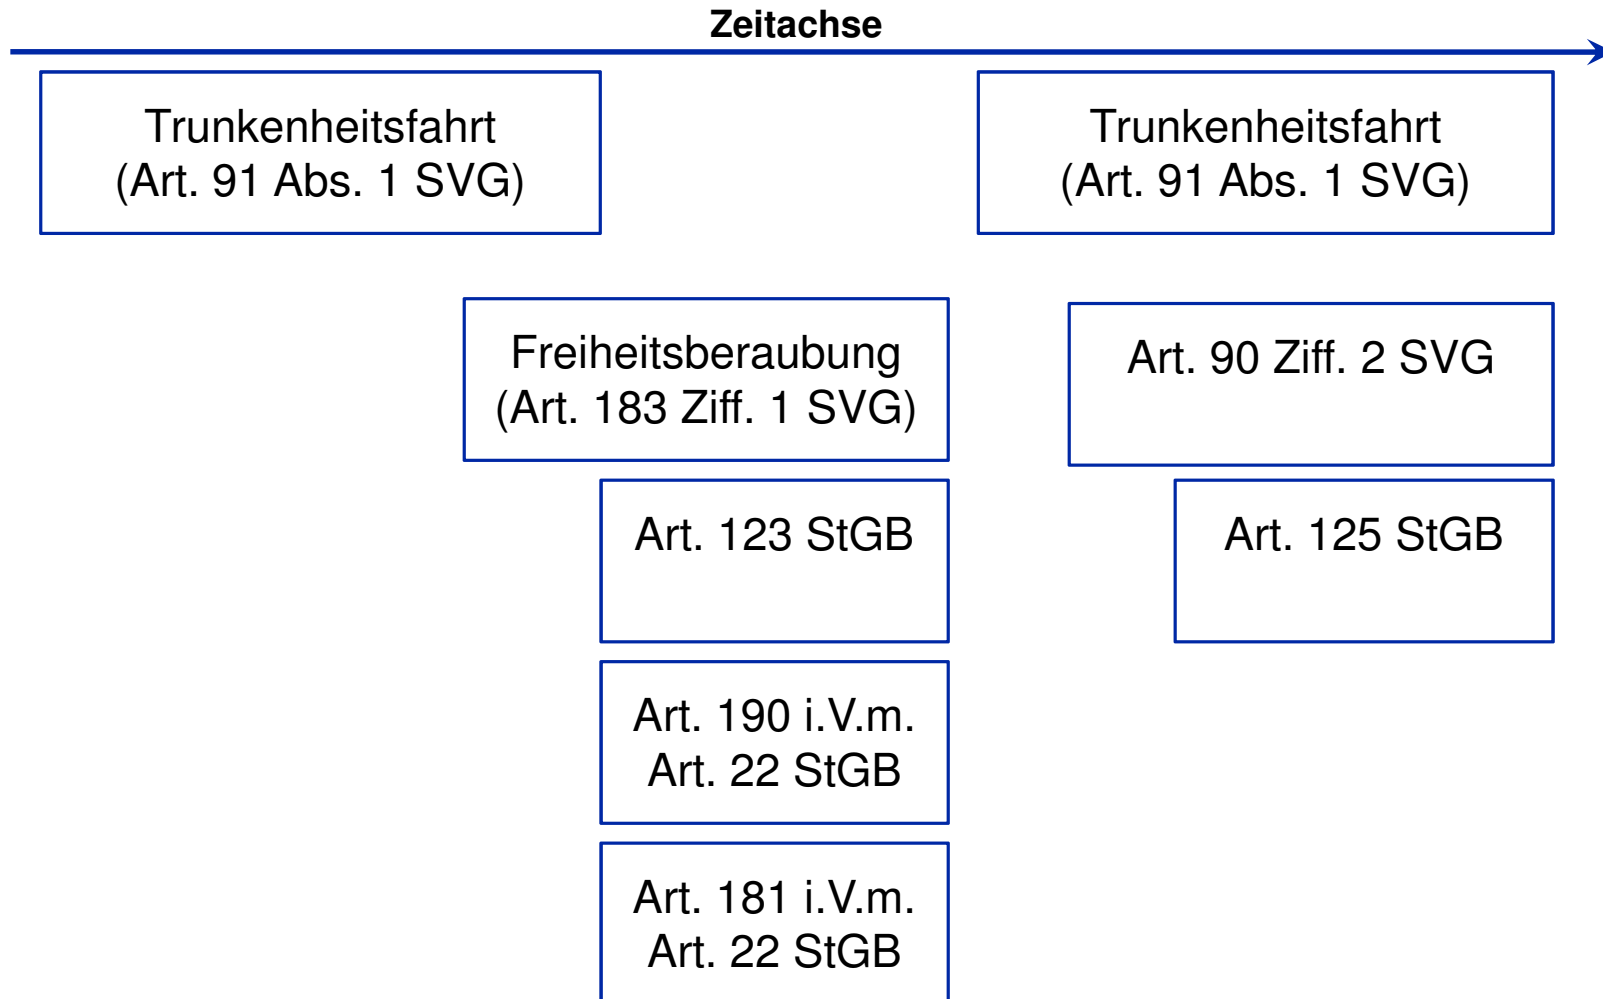 Zeitachse
Trunkenheitsfahrt
(Art. 91 Abs. 1 SVG)
Trunkenheitsfahrt
(Art. 91 Abs. 1 SVG)
Freiheitsberaubung
(Art. 183 Ziff. 1 SVG)
Art. 90 Ziff. 2 SVG
Art. 123 StGB
Art. 125 StGB
Art. 190 i.V.m.
Art. 22 StGB
Art. 181 i.V.m.
Art. 22 StGB